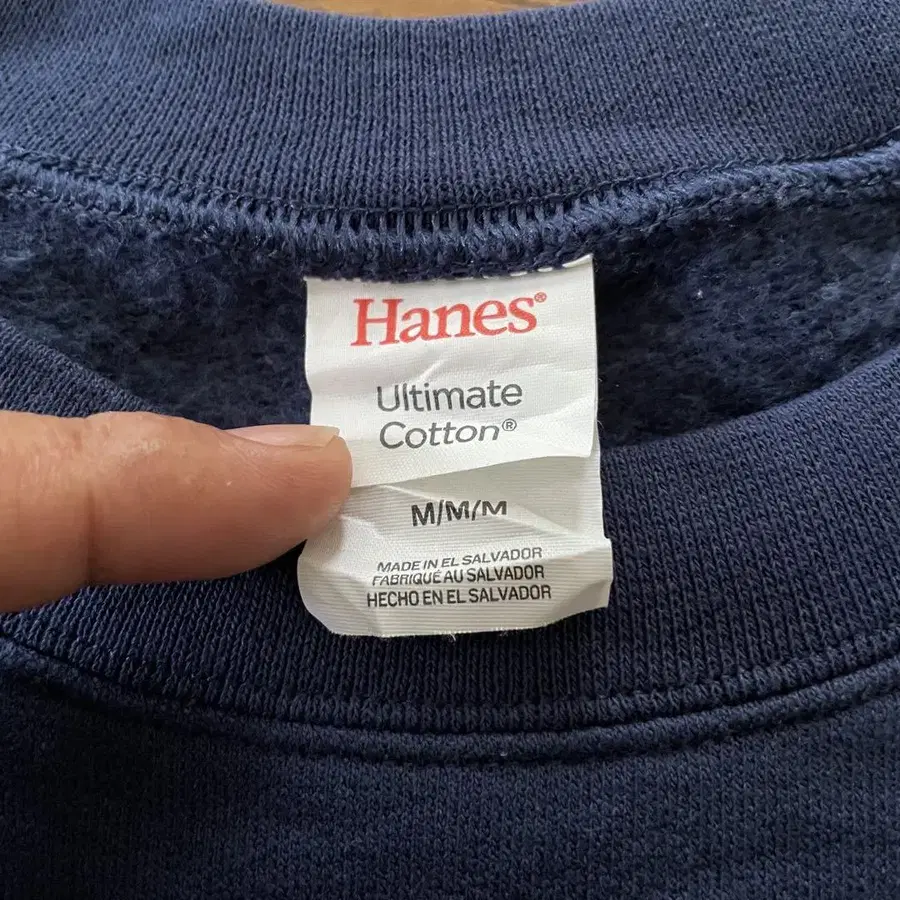 Hanes®
Ultimate
Cotton®
M/M/M
MADE IN EL SALVADOR
FABRIQUÉ AU SALVADOR
HECHO EN EL SALVADOR